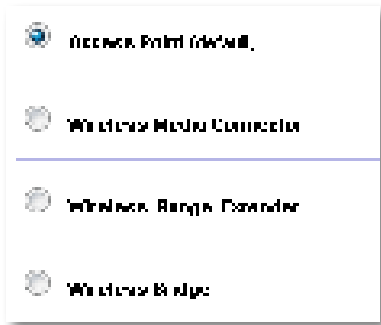 Access Point (default)
Wireless Media Connector
Wireless Range Extender
Wireless Bridge